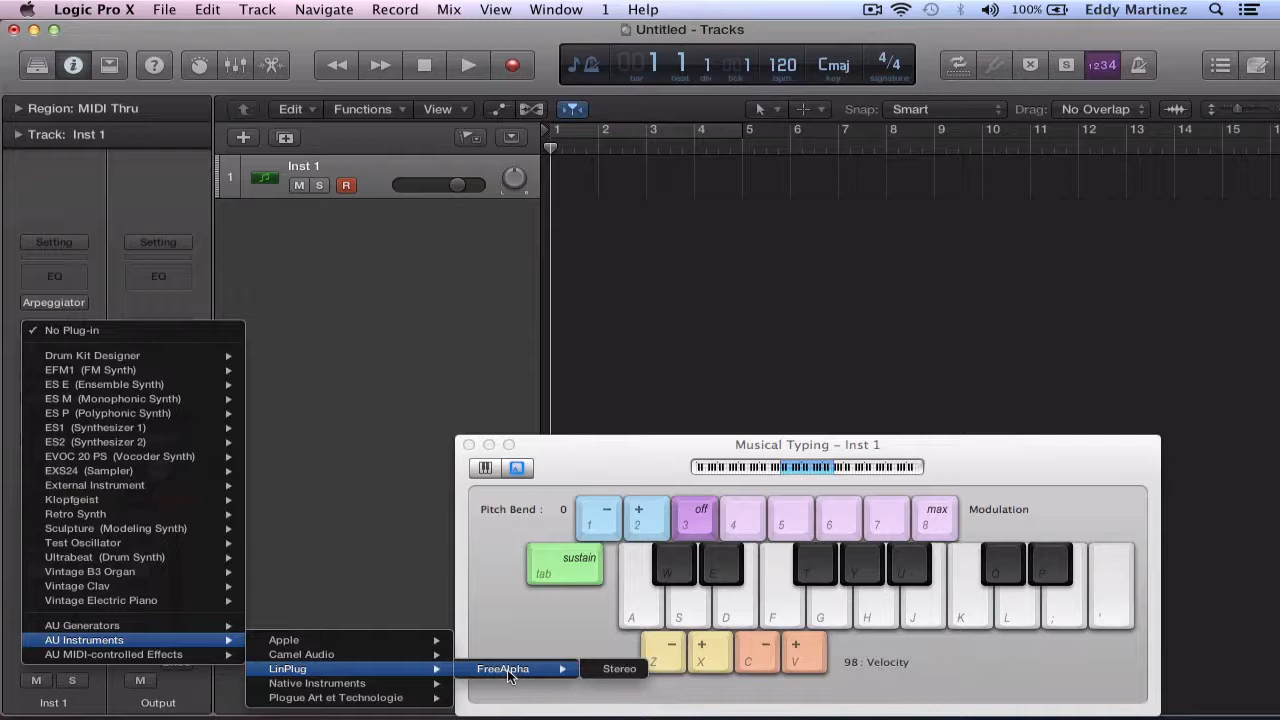 Logic Pro X File Edit Track Navigate Record Mix View Window 1 Help 100% Eddy Martinez
Untitled - Tracks
001 1 1 1 120 Cmaj 4/4 1234
bar beat div tick bpm key signature
Region: MIDI Thru
Edit Functions View Snap: Smart Drag: No Overlap
Track: Inst 1
1 2 3 4 5 6 7 8 9 10 11 12 13 14 15
1 Inst 1
M S R
L R
Setting Setting
EQ EQ
Arpeggiator
✓ No Plug-in
Drum Kit Designer
EFM1 (FM Synth)
ES E (Ensemble Synth)
ES M (Monophonic Synth)
ES P (Polyphonic Synth)
ES1 (Synthesizer 1)
ES2 (Synthesizer 2)
EVOC 20 PS (Vocoder Synth)
EXS24 (Sampler)
External Instrument
Klopfgeist
Retro Synth
Sculpture (Modeling Synth)
Test Oscillator
Ultrabeat (Drum Synth)
Vintage B3 Organ
Vintage Clav
Vintage Electric Piano
AU Generators
AU Instruments
AU MIDI-controlled Effects
Apple
Camel Audio
LinPlug
Native Instruments
Plogue Art et Technologie
FreeAlpha
Stereo
M S M
Inst 1 Output
Musical Typing – Inst 1
Pitch Bend : 0 − + off max Modulation
1 2 3 4 5 6 7 8
sustain
tab W E T Y U O P
A S D F G H J K L ; '
− + − +
Z X C V 98 : Velocity